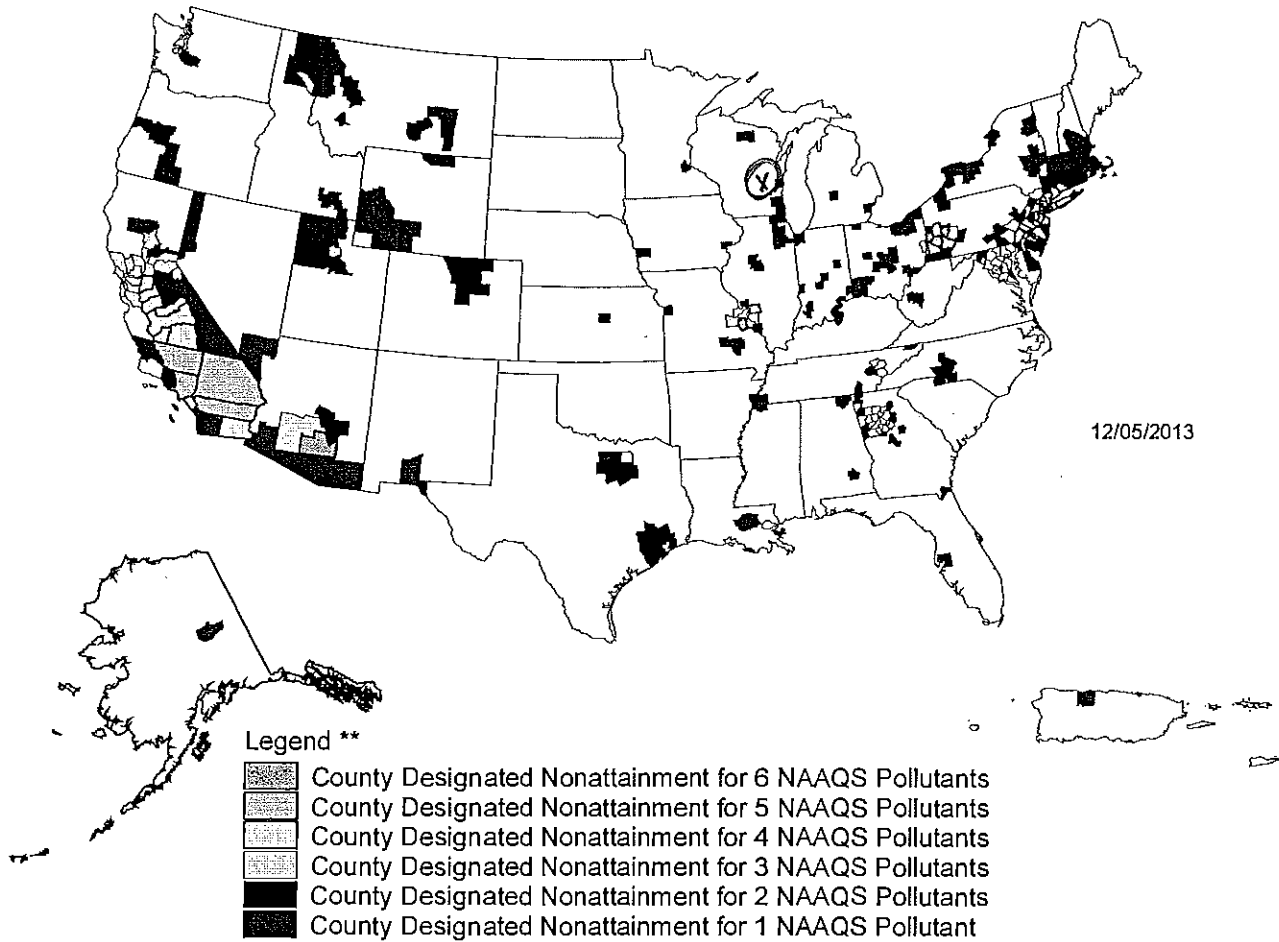 X
12/05/2013
Legend **
County Designated Nonattainment for 6 NAAQS Pollutants
County Designated Nonattainment for 5 NAAQS Pollutants
County Designated Nonattainment for 4 NAAQS Pollutants
County Designated Nonattainment for 3 NAAQS Pollutants
County Designated Nonattainment for 2 NAAQS Pollutants
County Designated Nonattainment for 1 NAAQS Pollutant